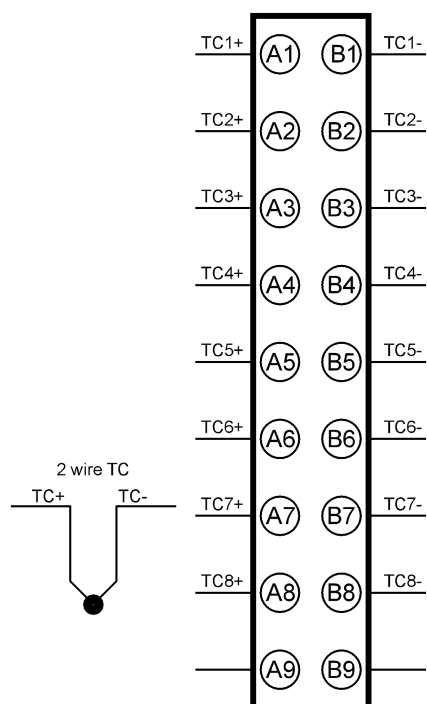 TC1+ A1 B1 TC1-
TC2+ A2 B2 TC2-
TC3+ A3 B3 TC3-
TC4+ A4 B4 TC4-
TC5+ A5 B5 TC5-
TC6+ A6 B6 TC6-
2 wire TC
TC+ TC-
TC7+ A7 B7 TC7-
TC8+ A8 B8 TC8-
A9 B9